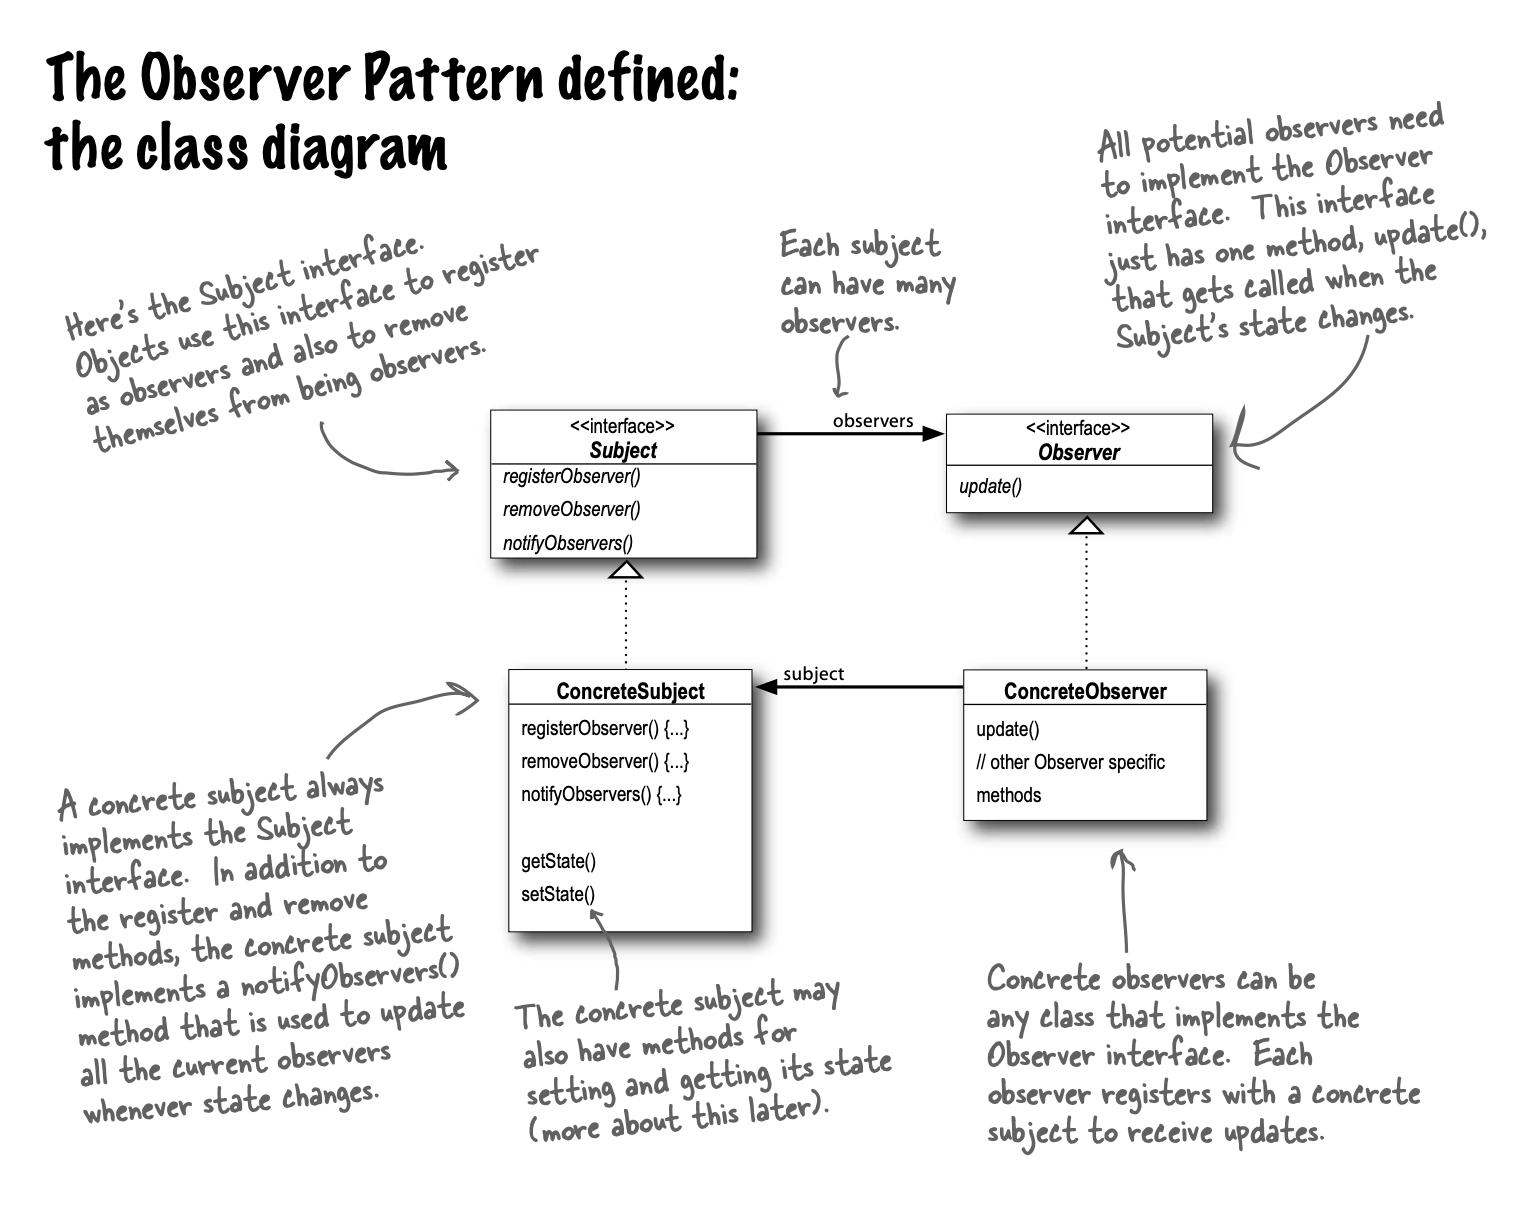 The Observer Pattern defined:
the class diagram
All potential observers need
to implement the Observer
interface.  This interface
just has one method, update(),
that gets called when the
Subject's state changes.
Each subject
can have many
observers.
Here's the Subject interface.
Objects use this interface to register
as observers and also to remove
themselves from being observers.
observers
<<interface>>
Subject
registerObserver()
removeObserver()
notifyObservers()
<<interface>>
Observer
update()
subject
ConcreteSubject
registerObserver() {...}
removeObserver() {...}
notifyObservers() {...}
getState()
setState()
ConcreteObserver
update()
// other Observer specific
methods
A concrete subject always
implements the Subject
interface.  In addition to
the register and remove
methods, the concrete subject
implements a notifyObservers()
method that is used to update
all the current observers
whenever state changes.
The concrete subject may
also have methods for
setting and getting its state
(more about this later).
Concrete observers can be
any class that implements the
Observer interface.  Each
observer registers with a concrete
subject to receive updates.